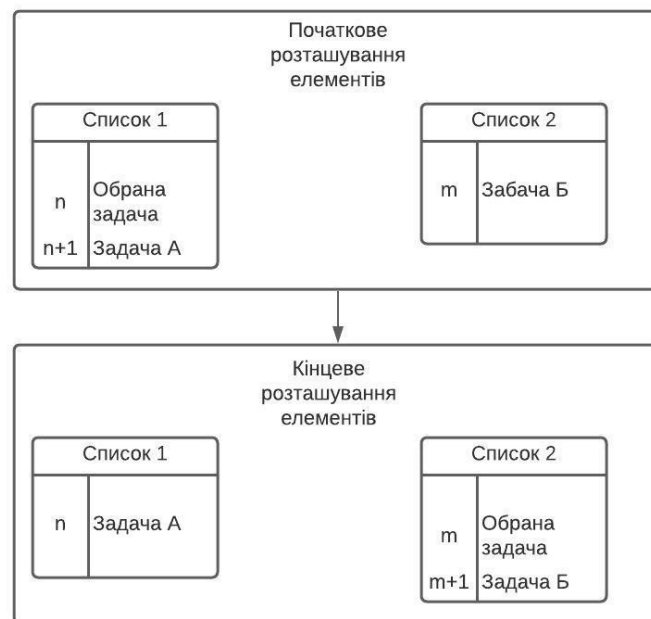 Початкове
розташування
елементів
Список 1
n Обрана
задача
n+1 Задача А
Список 2
m Забача Б
Кінцеве
розташування
елементів
Список 1
n Задача А
Список 2
m Обрана
задача
m+1 Задача Б